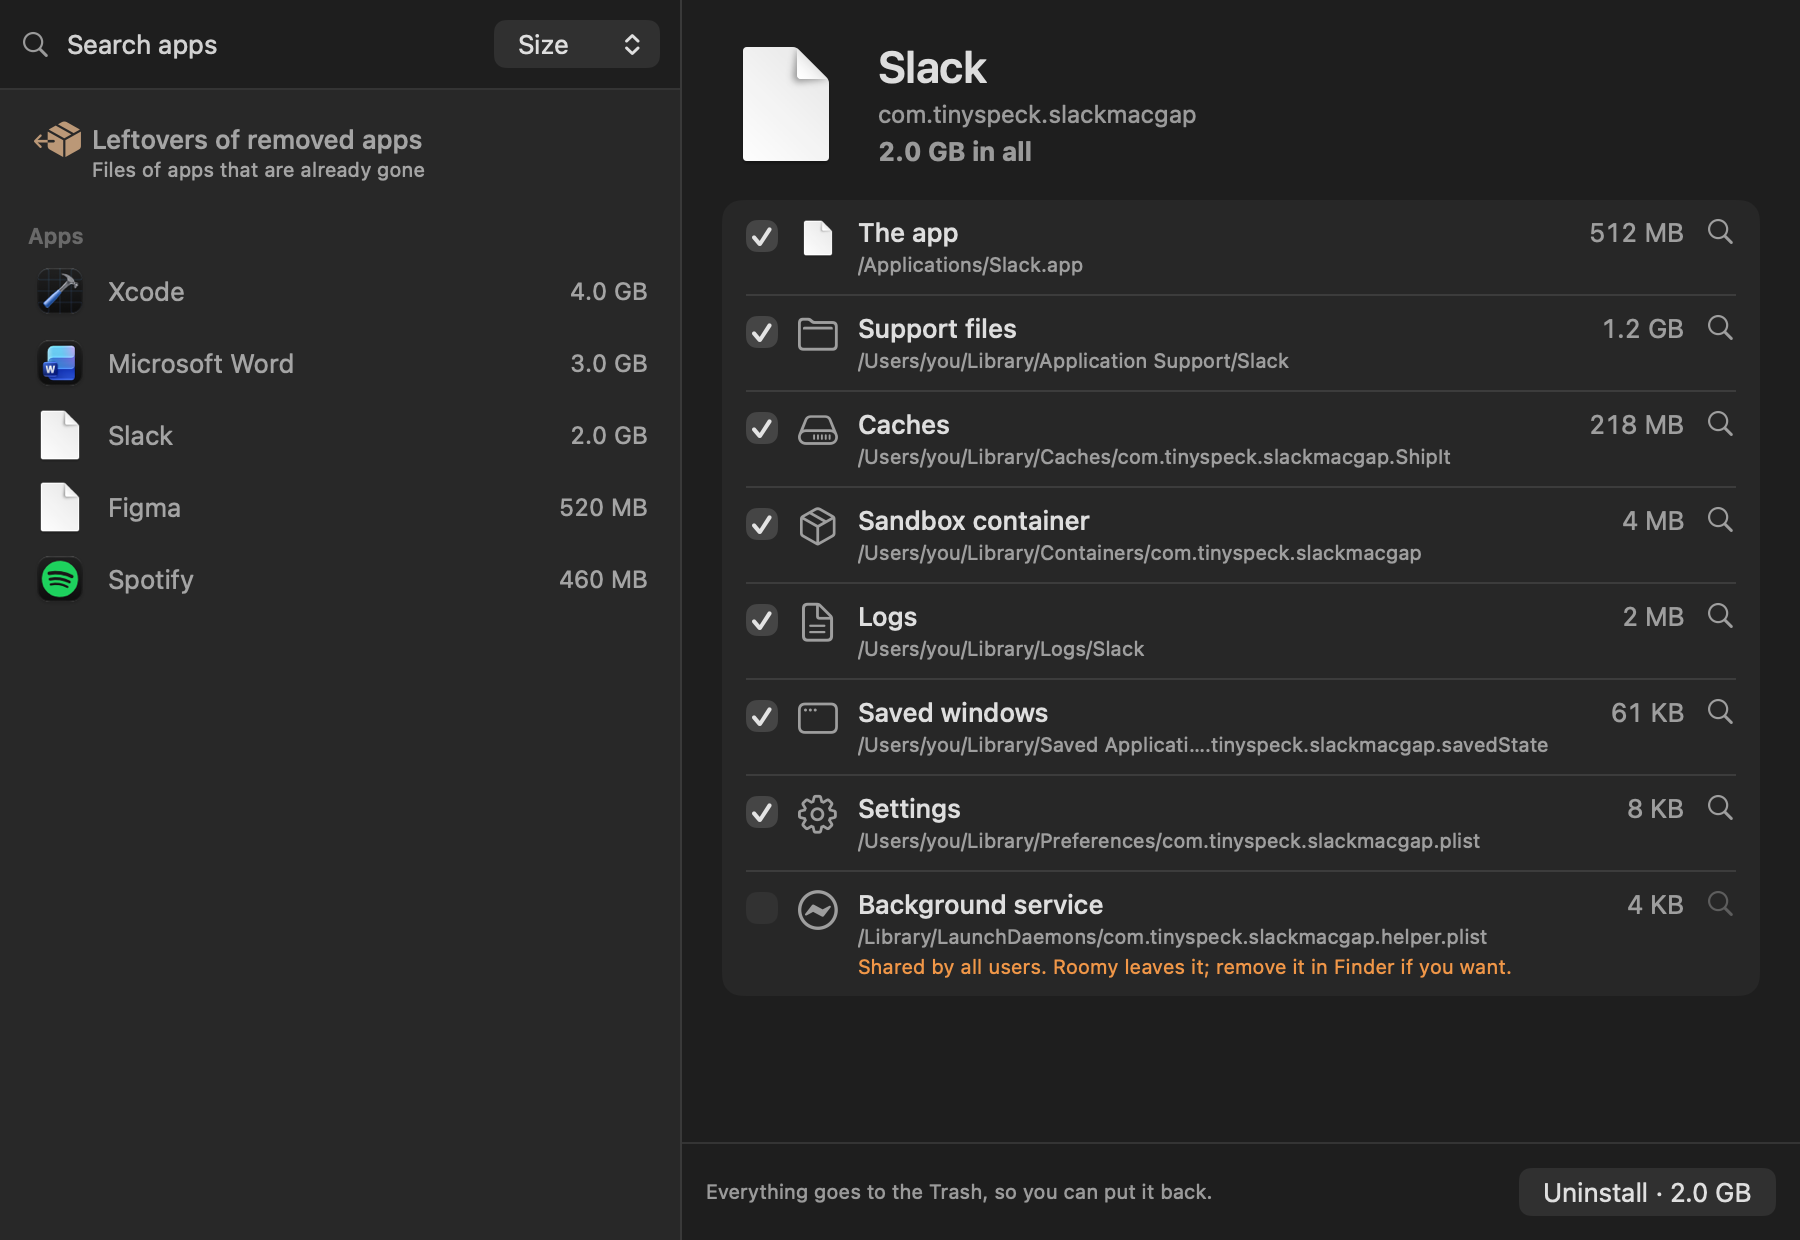 Search apps
Size
Leftovers of removed apps
Files of apps that are already gone
Apps
Xcode 4.0 GB
Microsoft Word 3.0 GB
Slack 2.0 GB
Figma 520 MB
Spotify 460 MB
Slack
com.tinyspeck.slackmacgap
2.0 GB in all
The app 512 MB
/Applications/Slack.app
Support files 1.2 GB
/Users/you/Library/Application Support/Slack
Caches 218 MB
/Users/you/Library/Caches/com.tinyspeck.slackmacgap.ShipIt
Sandbox container 4 MB
/Users/you/Library/Containers/com.tinyspeck.slackmacgap
Logs 2 MB
/Users/you/Library/Logs/Slack
Saved windows 61 KB
/Users/you/Library/Saved Applicati....tinyspeck.slackmacgap.savedState
Settings 8 KB
/Users/you/Library/Preferences/com.tinyspeck.slackmacgap.plist
Background service 4 KB
/Library/LaunchDaemons/com.tinyspeck.slackmacgap.helper.plist
Shared by all users. Roomy leaves it; remove it in Finder if you want.
Everything goes to the Trash, so you can put it back.
Uninstall · 2.0 GB